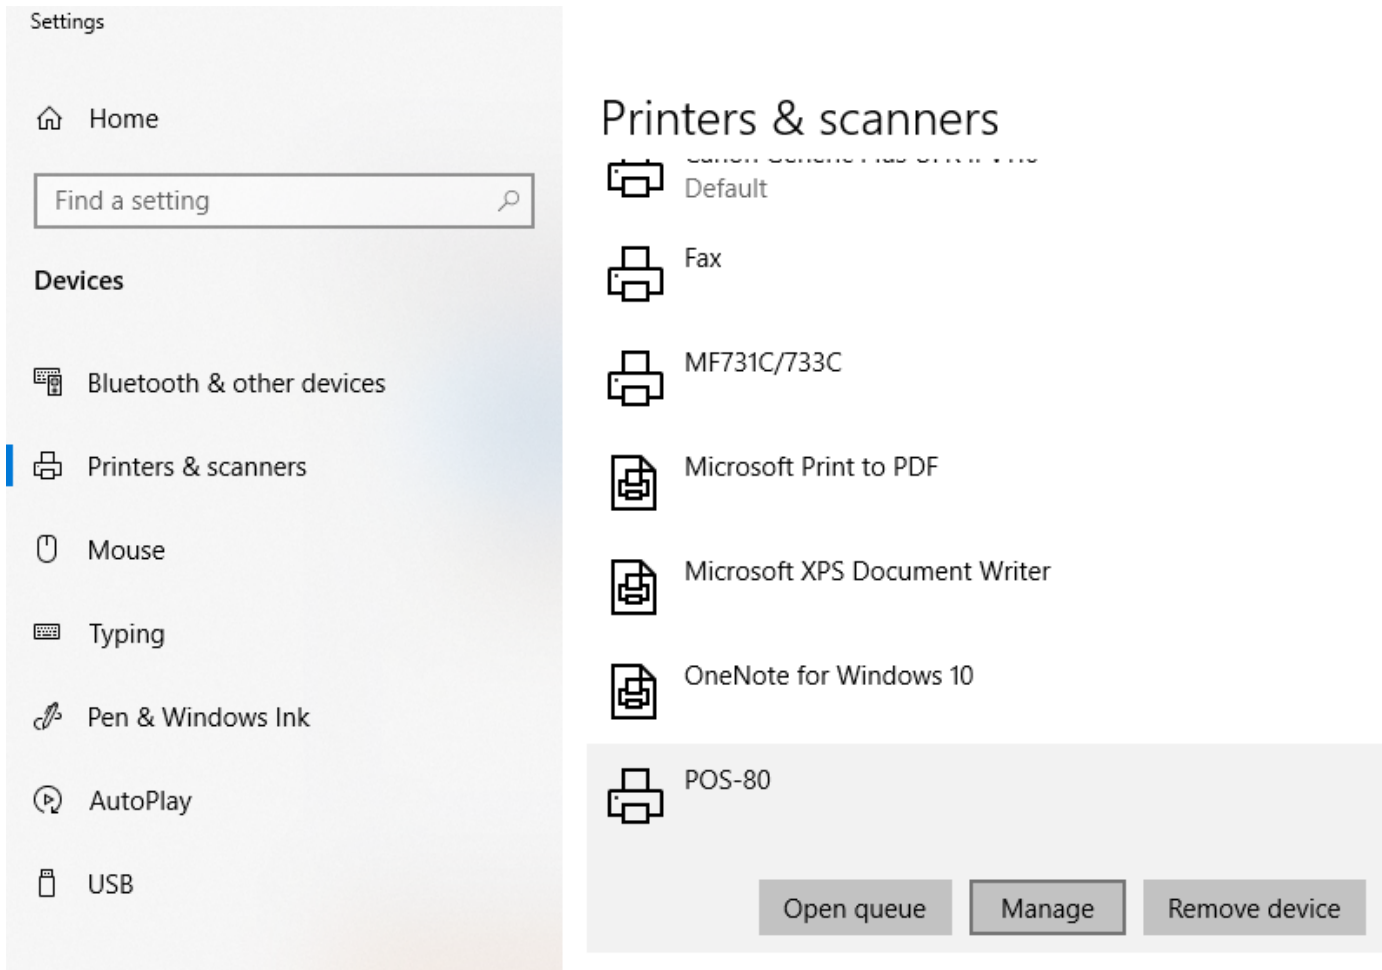 Settings
Home
Find a setting
Devices
Bluetooth & other devices
Printers & scanners
Mouse
Typing
Pen & Windows Ink
AutoPlay
USB
Printers & scanners
Default
Fax
MF731C/733C
Microsoft Print to PDF
Microsoft XPS Document Writer
OneNote for Windows 10
POS-80
Open queue Manage Remove device